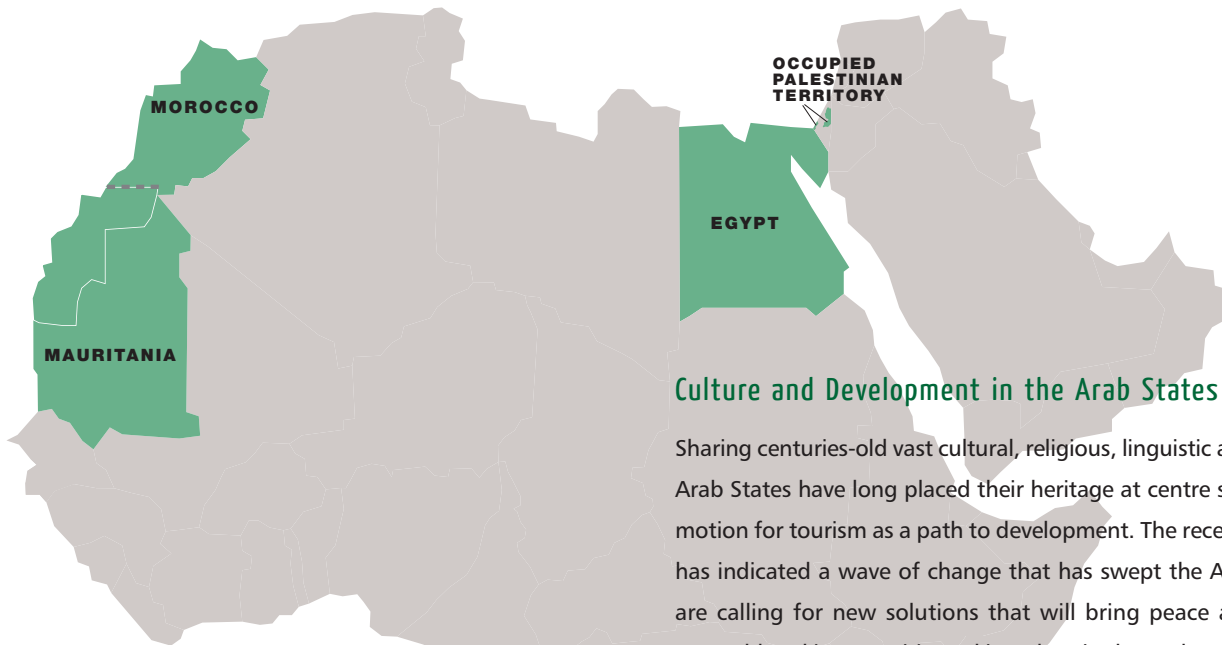 OCCUPIED
PALESTINIAN
TERRITORY
MOROCCO
EGYPT
MAURITANIA
Culture and Development in the Arab States
Sharing centuries-old vast cultural, religious, linguistic
Arab States have long placed their heritage at centre
motion for tourism as a path to development. The
has indicated a wave of change that has swept the
are calling for new solutions that will bring peace